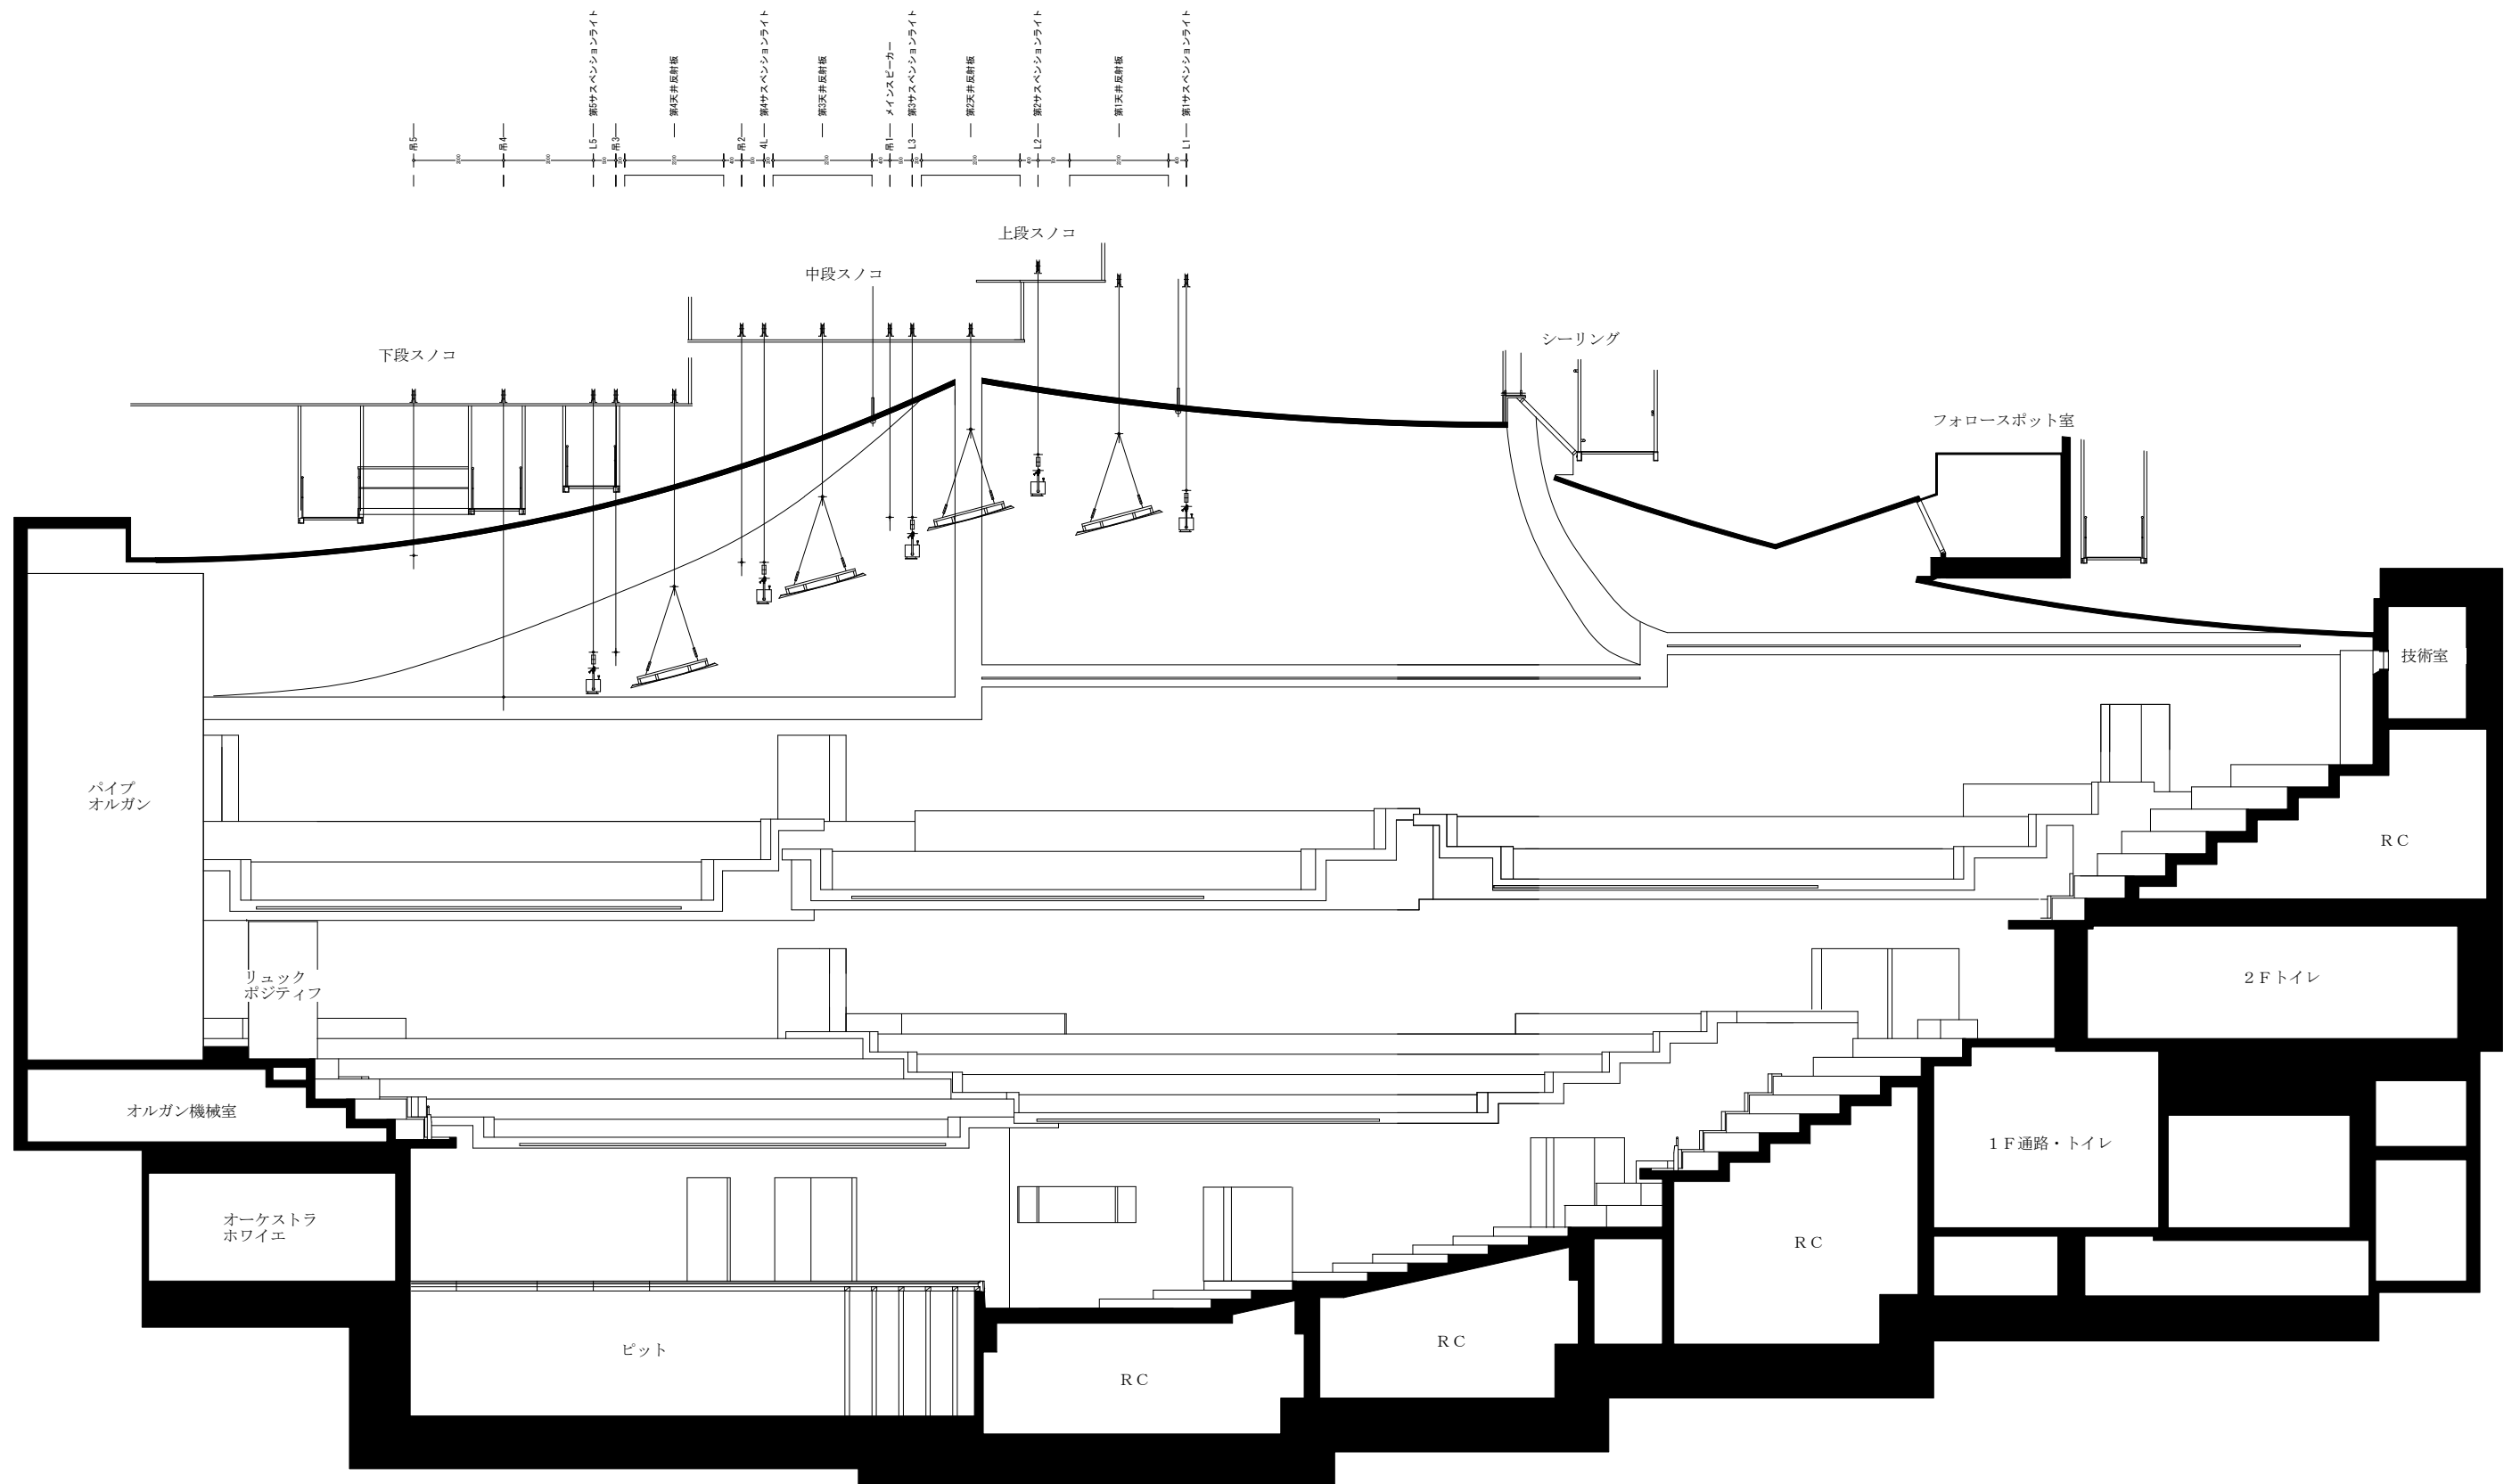 吊5
吊4
L5 第5サスペンションライト
吊3
第4天井反射板
吊2
4L 第4サスペンションライト
第3天井反射板
吊1 メインスピーカー
L3 第3サスペンションライト
第2天井反射板
L2 第2サスペンションライト
第1天井反射板
L1 第1サスペンションライト
上段スノコ
中段スノコ
下段スノコ
シーリング
フォロースポット室
技術室
パイプ
オルガン
RC
リュック
ポジティフ
2Fトイレ
オルガン機械室
1F通路・トイレ
オーケストラ
ホワイエ
RC
ピット
RC
RC